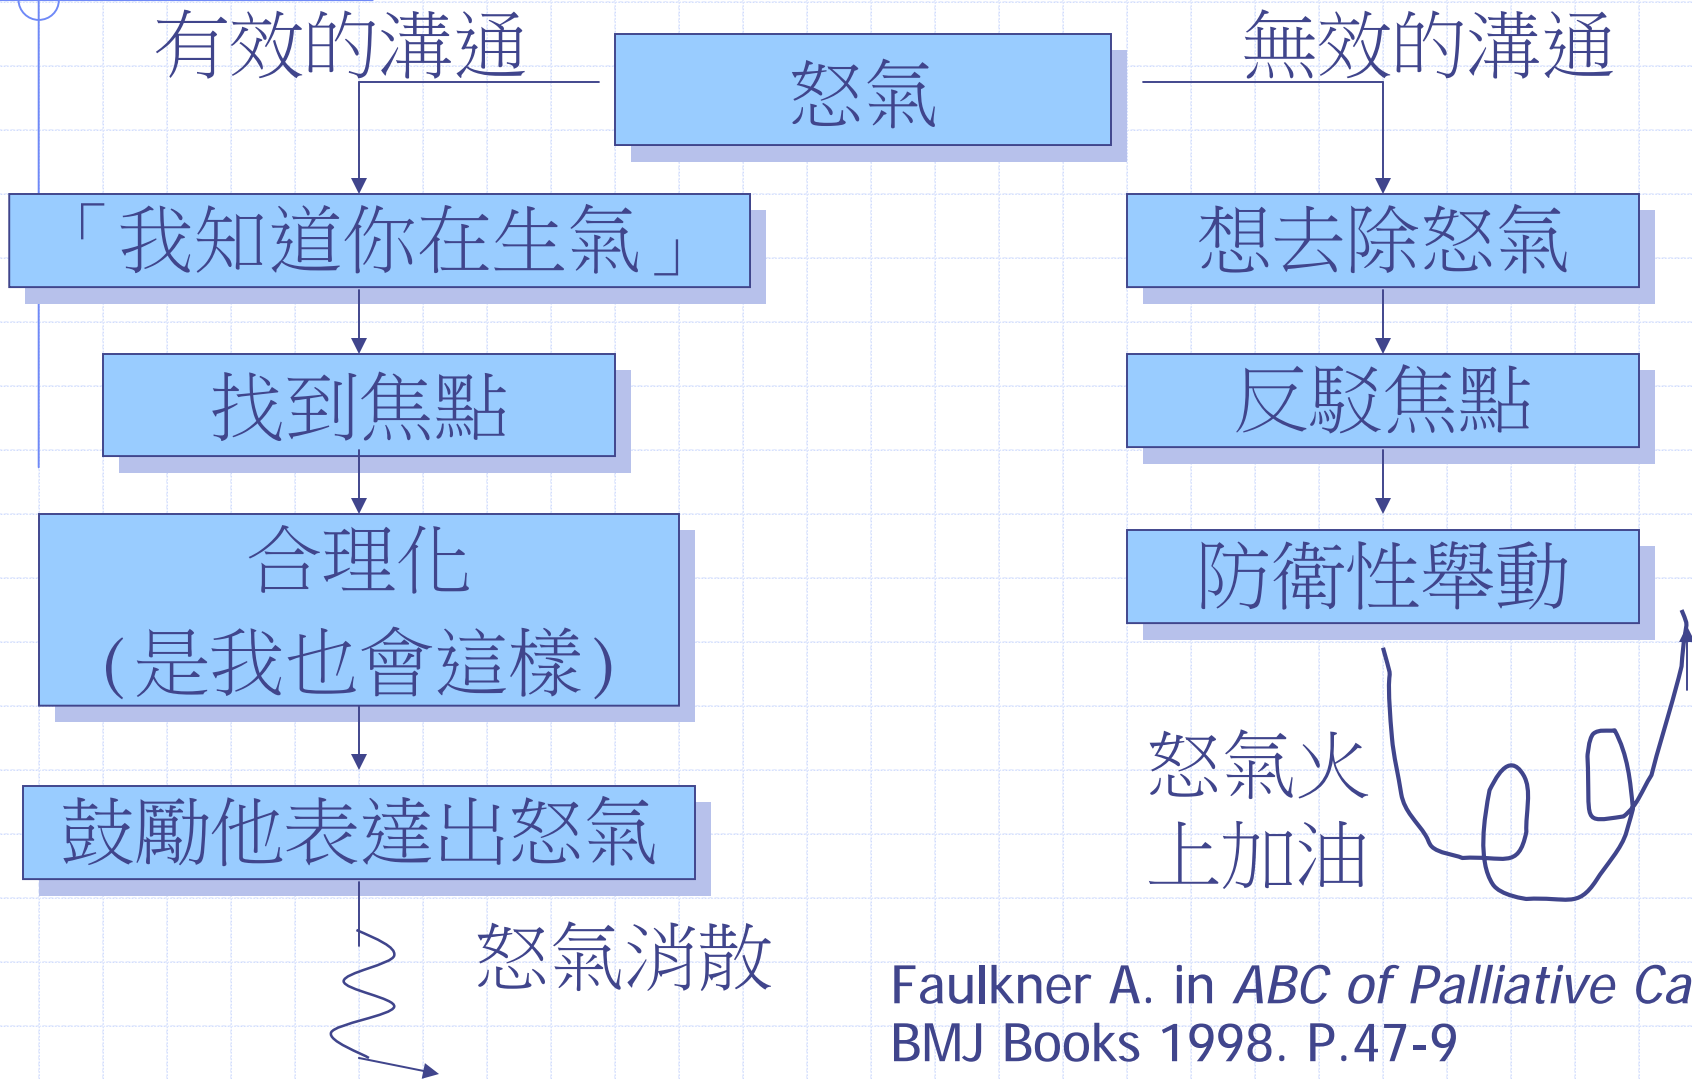 有效的溝通
怒氣
無效的溝通
「我知道你在生氣」
找到焦點
合理化
(是我也會這樣)
鼓勵他表達出怒氣
怒氣消散
想去除怒氣
反駁焦點
防衛性舉動
怒氣火
上加油
Faulkner A. in ABC of Palliative Ca
BMJ Books 1998. P.47-9